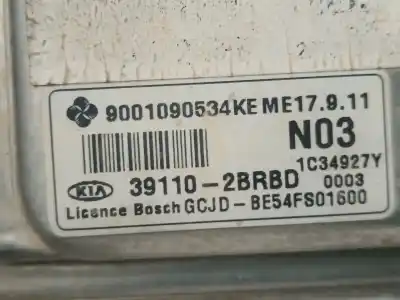 9001090534KE ME17.9.11
N03
1C34927Y
KIA 39110-2BRBD 0003
Licence Bosch GCJD-BE54FS01600